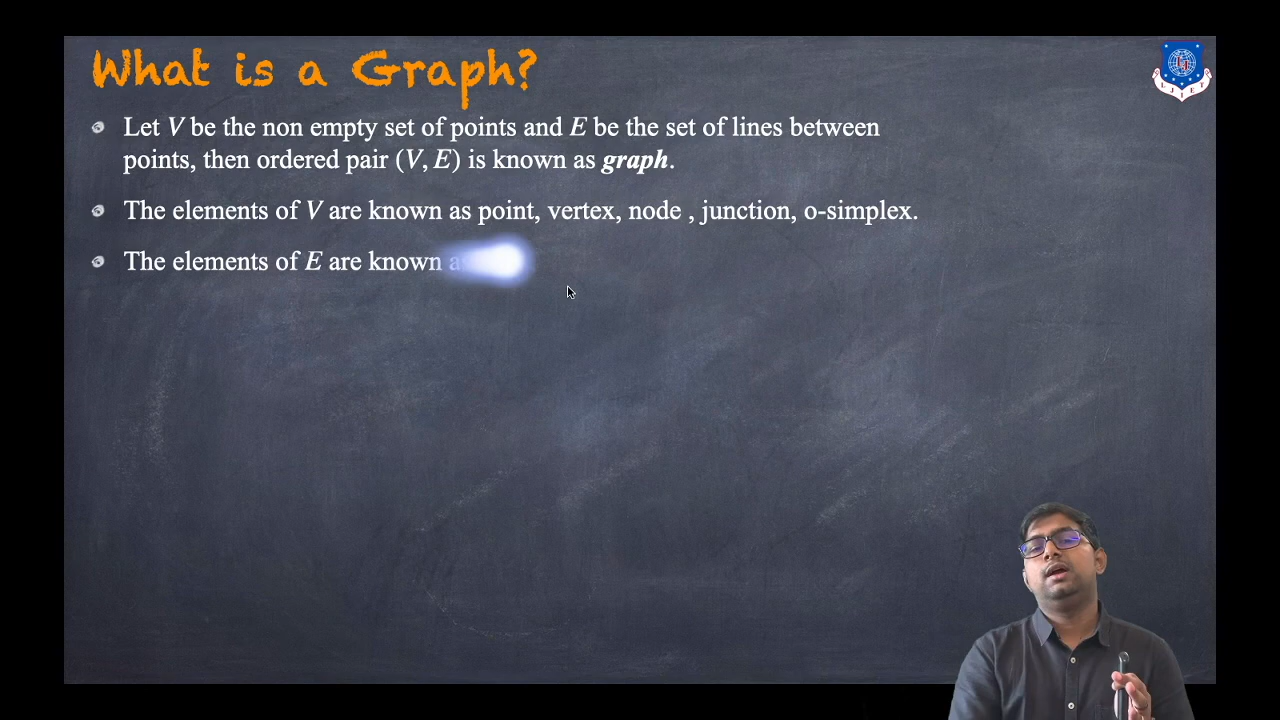 What is a Graph?
Let V be the non empty set of points and E be the set of lines between
points, then ordered pair (V, E) is known as graph.
The elements of V are known as point, vertex, node , junction, o-simplex.
The elements of E are known as
LJIET